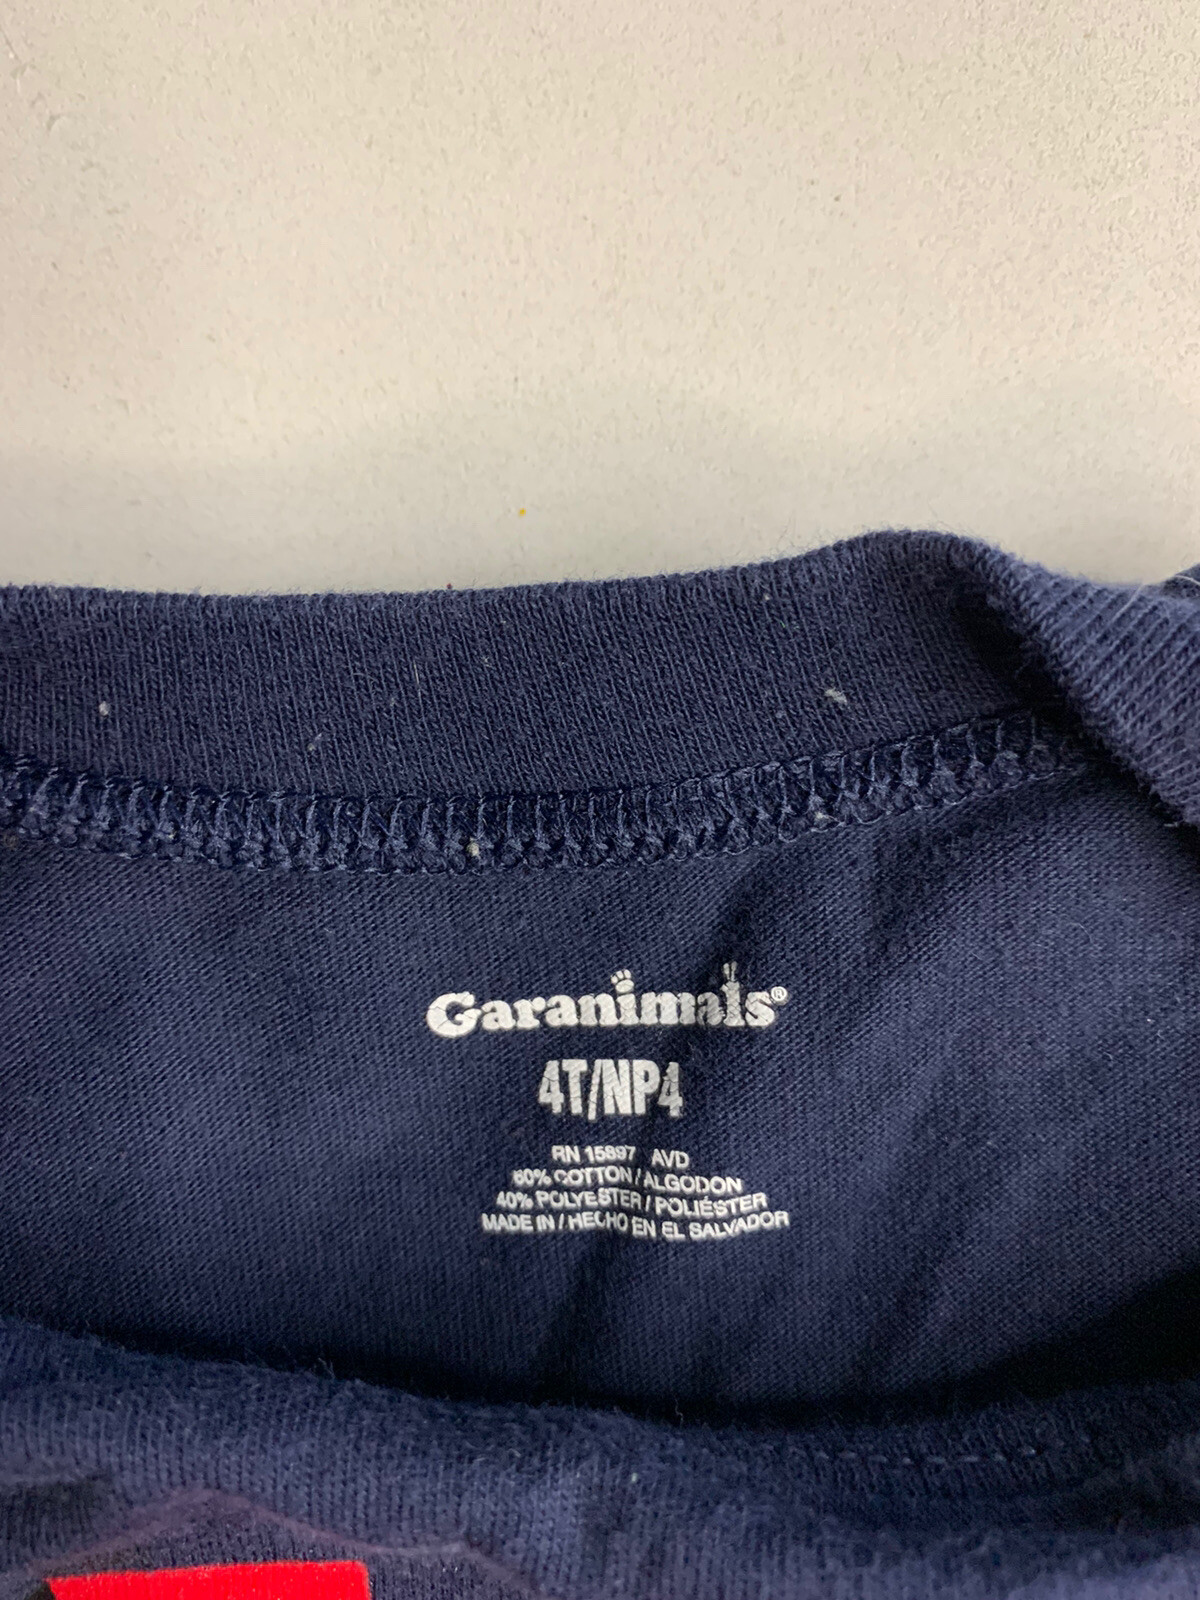 Garanimals®
4T/NP4
RN 15897 AVD
60% COTTON / ALGODON
40% POLYESTER / POLIÉSTER
MADE IN / HECHO EN EL SALVADOR